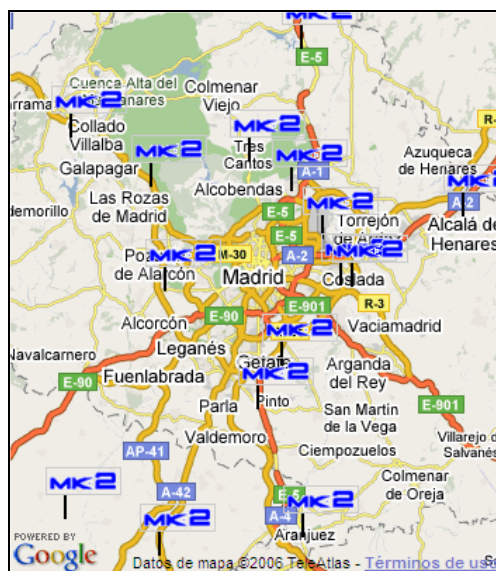 MK2
E-5
Cuenca Alta del
Colmenar
Viejo
MK2
Collado
Villalba
MK2
Tres
Cantos
R-
Azuqueca
de Henares
MK2
Galapagar
MK2
A-1
Alcobendas
MK2
A-2
Las Rozas
de Madrid
MK2
E-5
Torrejón
Alcalá de
Henares
E-5
MK2
M-30
A-2
MK2
de Alarcón
Madrid
Coslada
E-901
R-3
Alcorcón
E-90
MK2
Vaciamadrid
Navalcarnero
Leganés
Getafe
Arganda
del Rey
E-90
Fuenlabrada
MK2
Pinto
E-901
Parla
San Martín
de la Vega
Valdemoro
Villarejo de
Salvanés
AP-41
Ciempozuelos
MK2
A-42
E-5
Colmenar
de Oreja
MK2
A-4
MK2
Aranjuez
POWERED BY
Google
Datos de mapa ©2006 TeleAtlas - Términos de uso